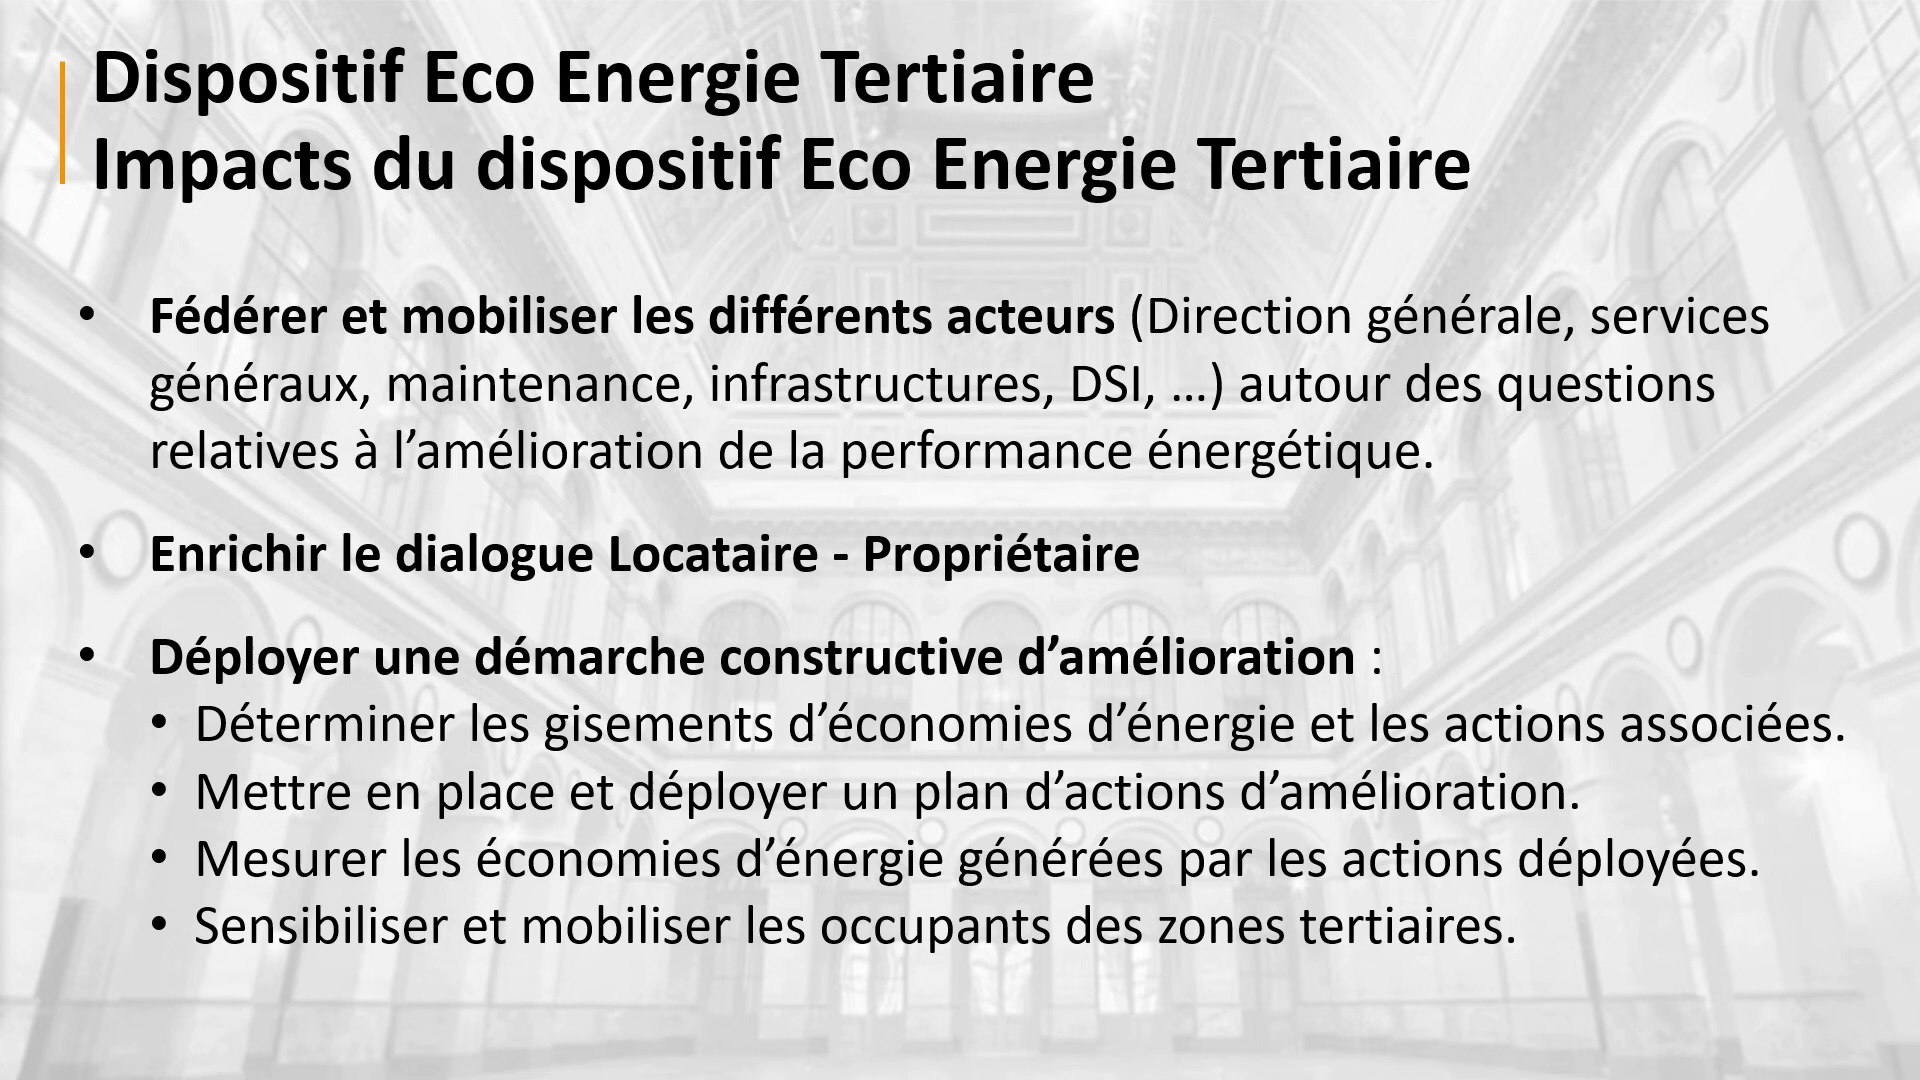 Dispositif Eco Energie Tertiaire
Impacts du dispositif Eco Energie Tertiaire
• Fédérer et mobiliser les différents acteurs (Direction générale, services
généraux, maintenance, infrastructures, DSI, …) autour des questions
relatives à l’amélioration de la performance énergétique.
• Enrichir le dialogue Locataire - Propriétaire
• Déployer une démarche constructive d’amélioration :
• Déterminer les gisements d’économies d’énergie et les actions associées.
• Mettre en place et déployer un plan d’actions d’amélioration.
• Mesurer les économies d’énergie générées par les actions déployées.
• Sensibiliser et mobiliser les occupants des zones tertiaires.